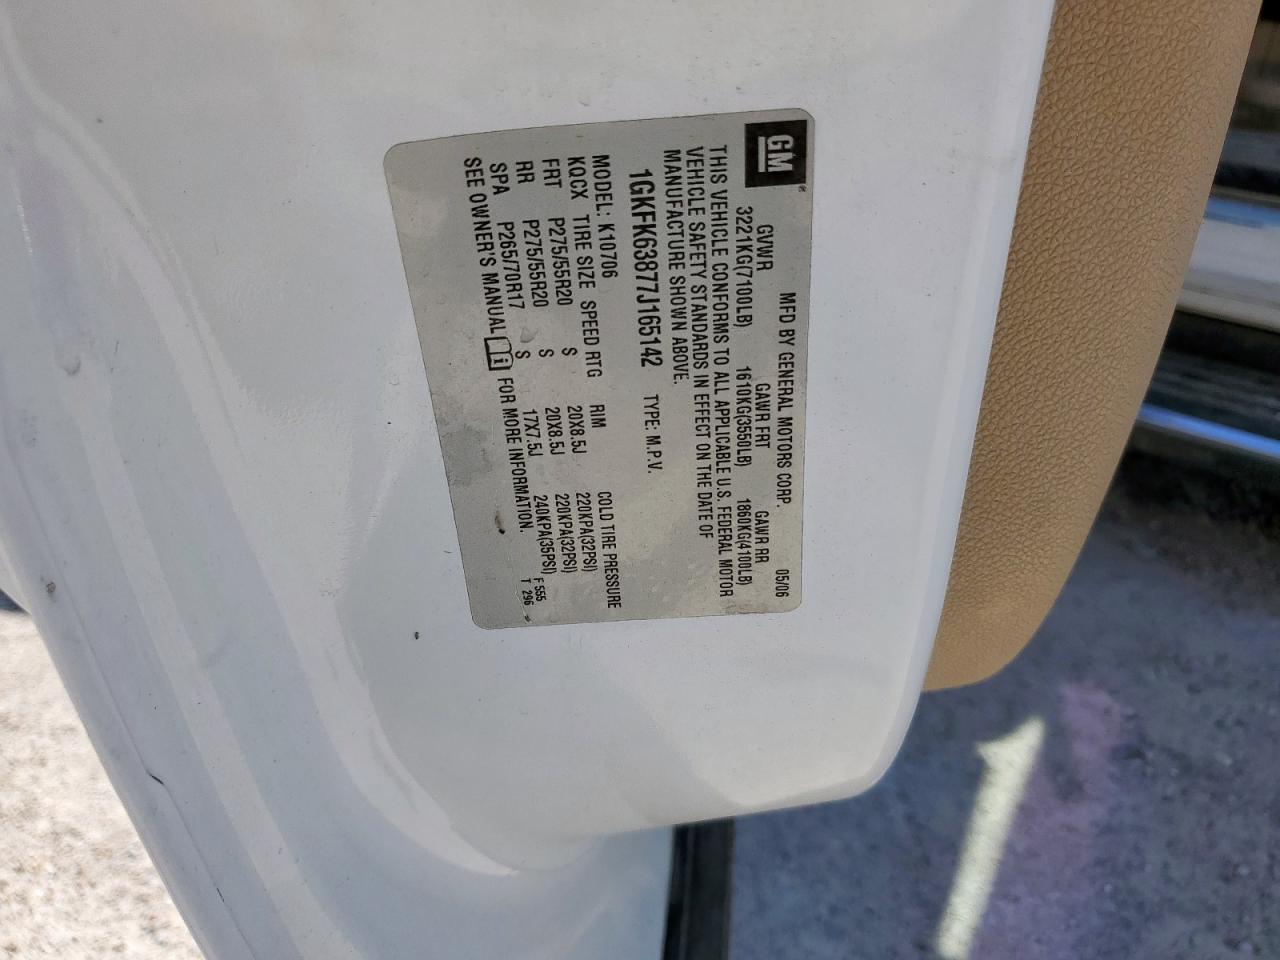 GM
®
MFD BY GENERAL MOTORS CORP. 05/06
GVWR GAWR FRT GAWR RR
3221KG(7100LB) 1610KG(3550LB) 1860KG(4100LB)
THIS VEHICLE CONFORMS TO ALL APPLICABLE U.S. FEDERAL MOTOR
VEHICLE SAFETY STANDARDS IN EFFECT ON THE DATE OF
MANUFACTURE SHOWN ABOVE.
1GKFK63877J165142 TYPE: M.P.V.
MODEL: K10706
KQCX TIRE SIZE SPEED RTG RIM COLD TIRE PRESSURE
FRT P275/55R20 S 20X8.5J 220KPA(32PSI)
RR P275/55R20 S 20X8.5J 220KPA(32PSI)
SPA P265/70R17 S 17X7.5J 240KPA(35PSI) F 555
SEE OWNER'S MANUAL i FOR MORE INFORMATION. T 296